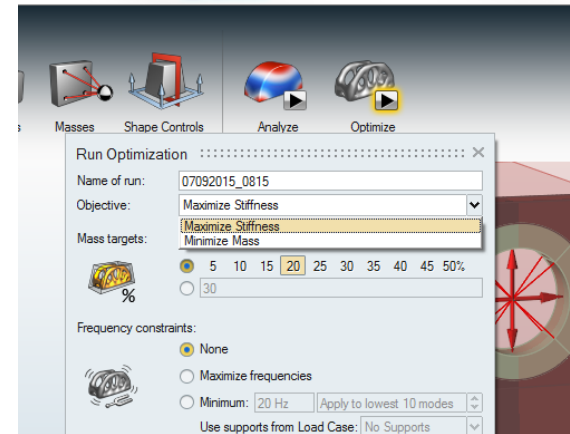 s Masses Shape Controls Analyze Optimize
Run Optimization
Name of run: 07092015_0815
Objective: Maximize Stiffness
Maximize Stiffness
Mass targets: Minimize Mass
5 10 15 20 25 30 35 40 45 50%
%
30
Frequency constraints:
None
Maximize frequencies
Minimum: 20 Hz Apply to lowest 10 modes
Use supports from Load Case: No Supports